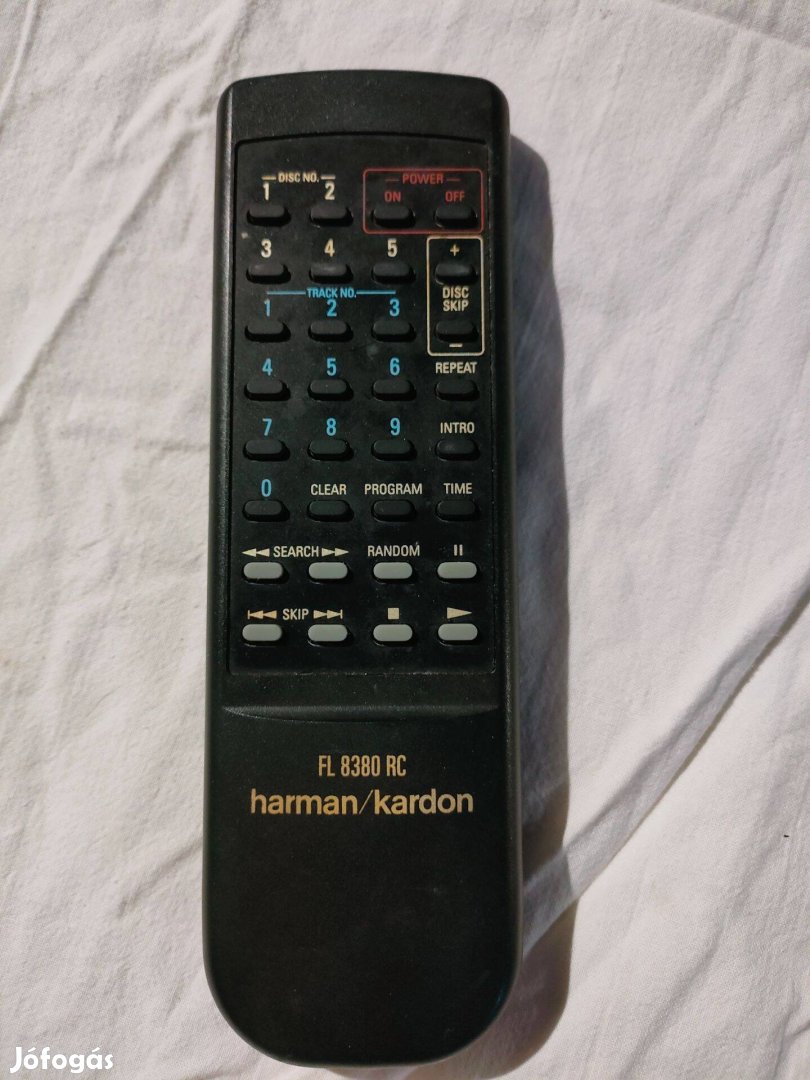 DISC NO. POWER
1 2 ON OFF
3 4 5 +
TRACK NO. DISC SKIP
1 2 3
−
4 5 6 REPEAT
7 8 9 INTRO
0 CLEAR PROGRAM TIME
SEARCH RANDOM
SKIP
FL 8380 RC
harman/kardon
Jófogás